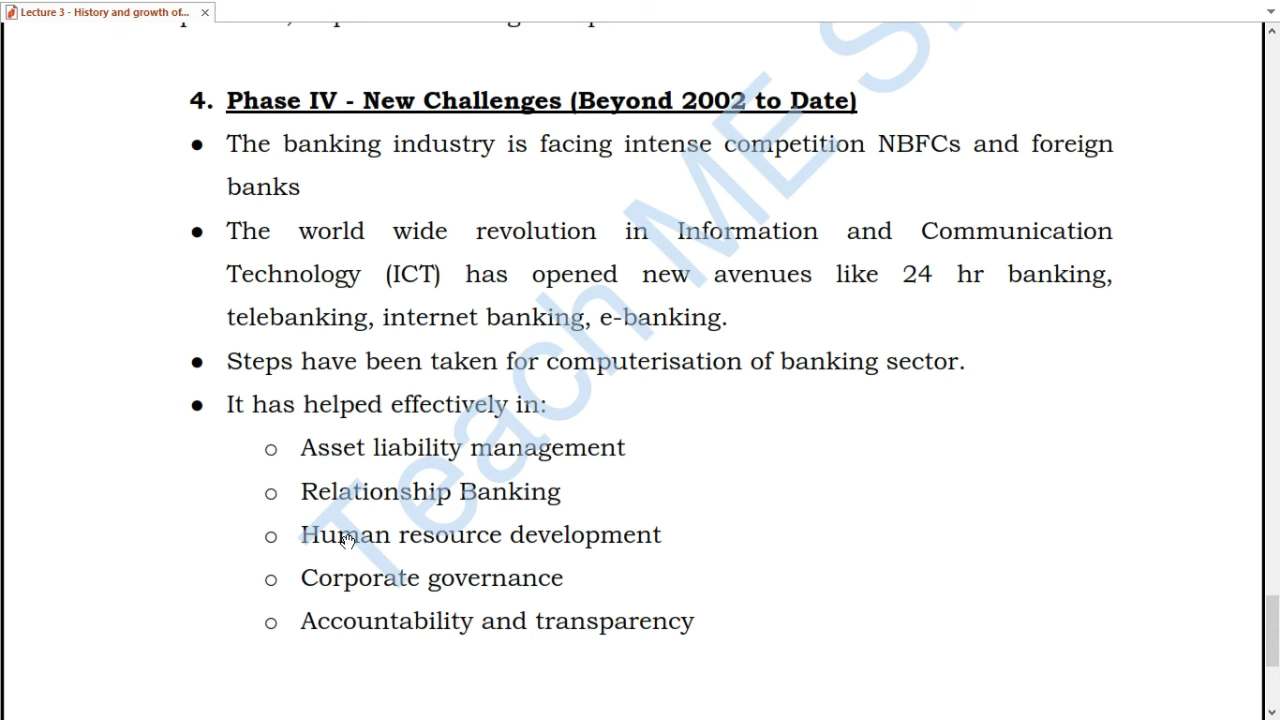 Lecture 3 - History and growth of...
4. Phase IV - New Challenges (Beyond 2002 to Date)
● The banking industry is facing intense competition NBFCs and foreign
banks
● The world wide revolution in Information and Communication
Technology (ICT) has opened new avenues like 24 hr banking,
telebanking, internet banking, e-banking.
● Steps have been taken for computerisation of banking sector.
● It has helped effectively in:
○ Asset liability management
○ Relationship Banking
○ Human resource development
○ Corporate governance
○ Accountability and transparency
Teach ME